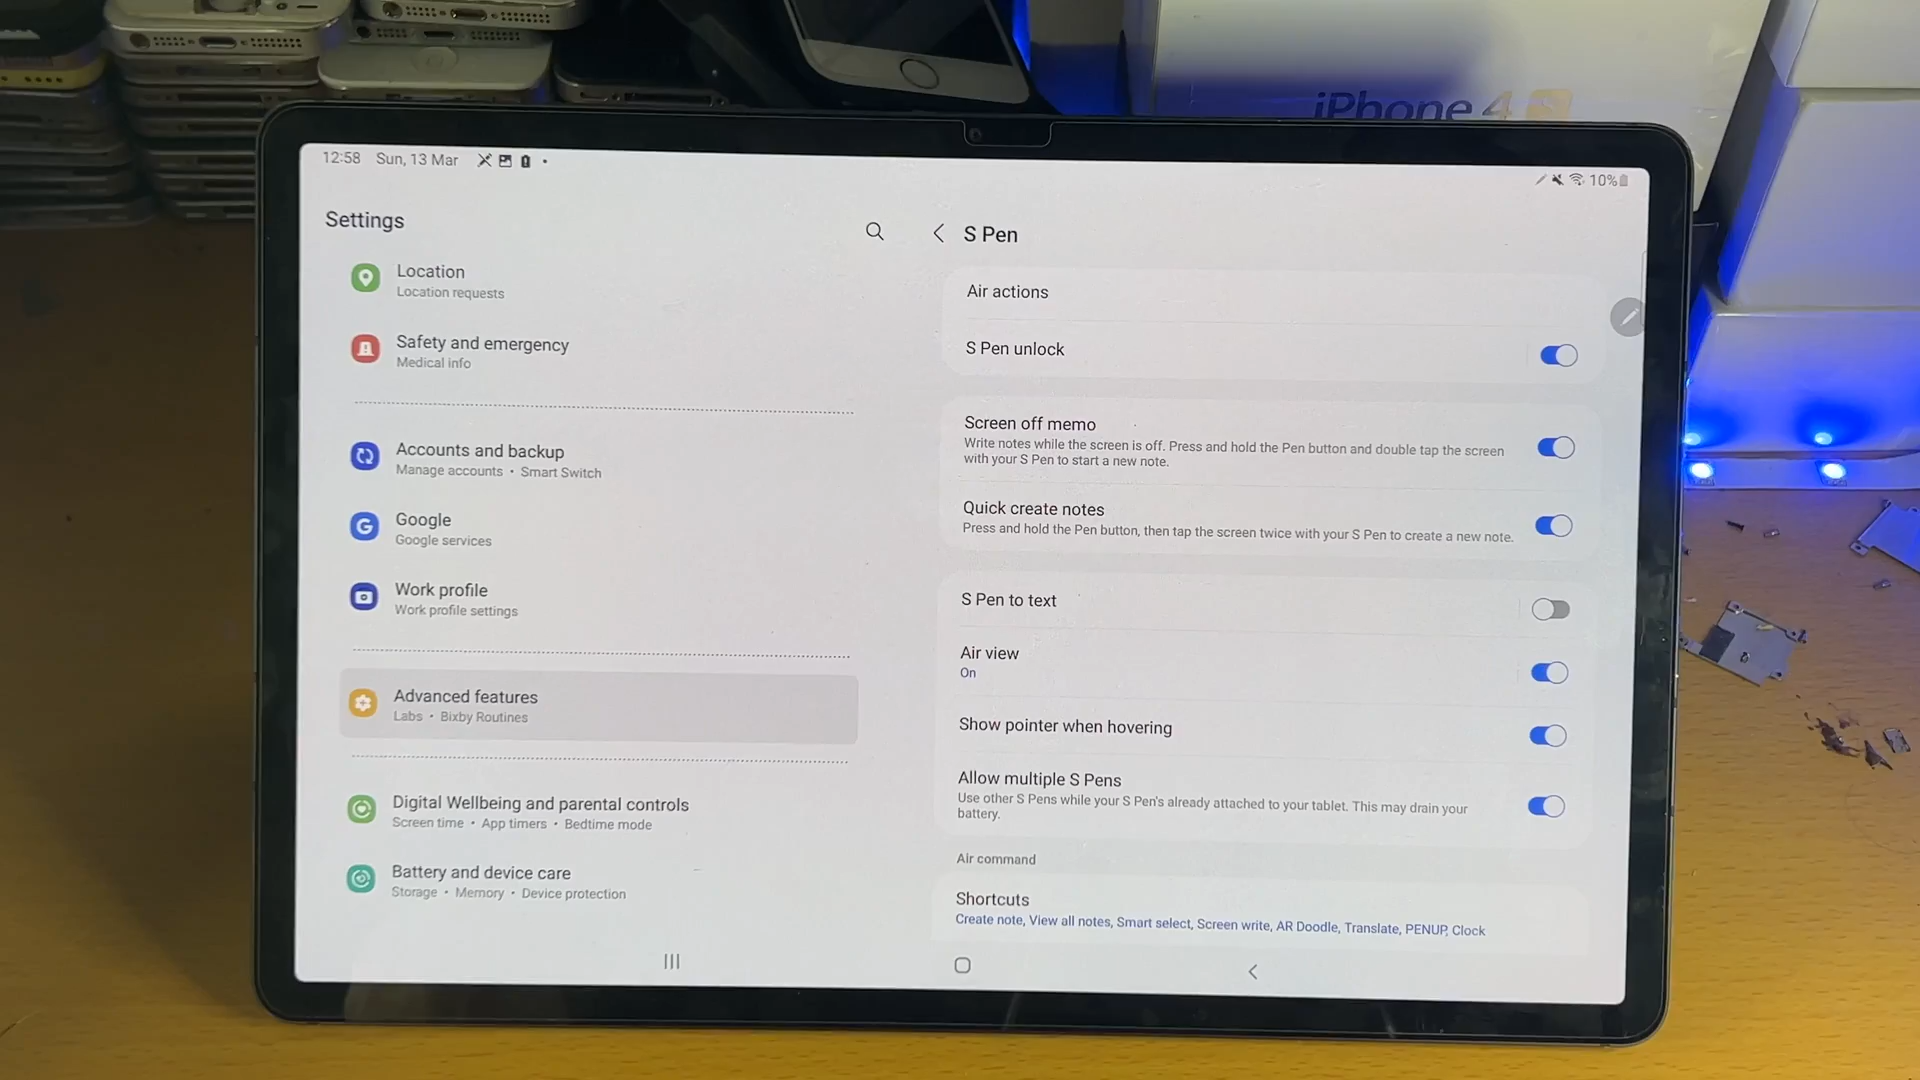 iPhone 4
12:58 Sun, 13 Mar
10%
Settings
Location
Location requests
Safety and emergency
Medical info
Accounts and backup
Manage accounts • Smart Switch
Google
Google services
Work profile
Work profile settings
Advanced features
Labs • Bixby Routines
Digital Wellbeing and parental controls
Screen time • App timers • Bedtime mode
Battery and device care
Storage • Memory • Device protection
S Pen
Air actions
S Pen unlock
Screen off memo
Write notes while the screen is off. Press and hold the Pen button and double tap the screen
with your S Pen to start a new note.
Quick create notes
Press and hold the Pen button, then tap the screen twice with your S Pen to create a new note.
S Pen to text
Air view
On
Show pointer when hovering
Allow multiple S Pens
Use other S Pens while your S Pen's already attached to your tablet. This may drain your
battery.
Air command
Shortcuts
Create note, View all notes, Smart select, Screen write, AR Doodle, Translate, PENUP, Clock